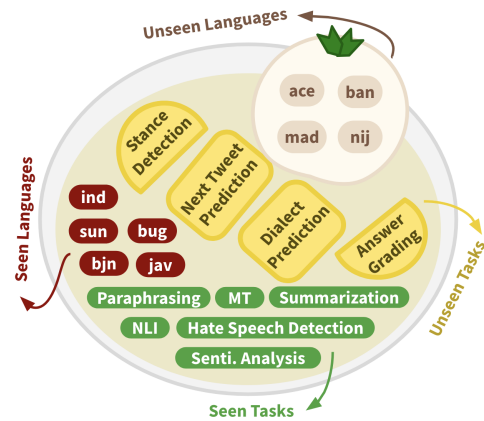 Unseen Languages
ace
ban
mad
nij
Stance
Detection
Next Tweet
Prediction
Dialect
Prediction
Answer
Grading
Seen Languages
ind
sun
bug
bjn
jav
Unseen Tasks
Paraphrasing
MT
Summarization
NLI
Hate Speech Detection
Senti. Analysis
Seen Tasks